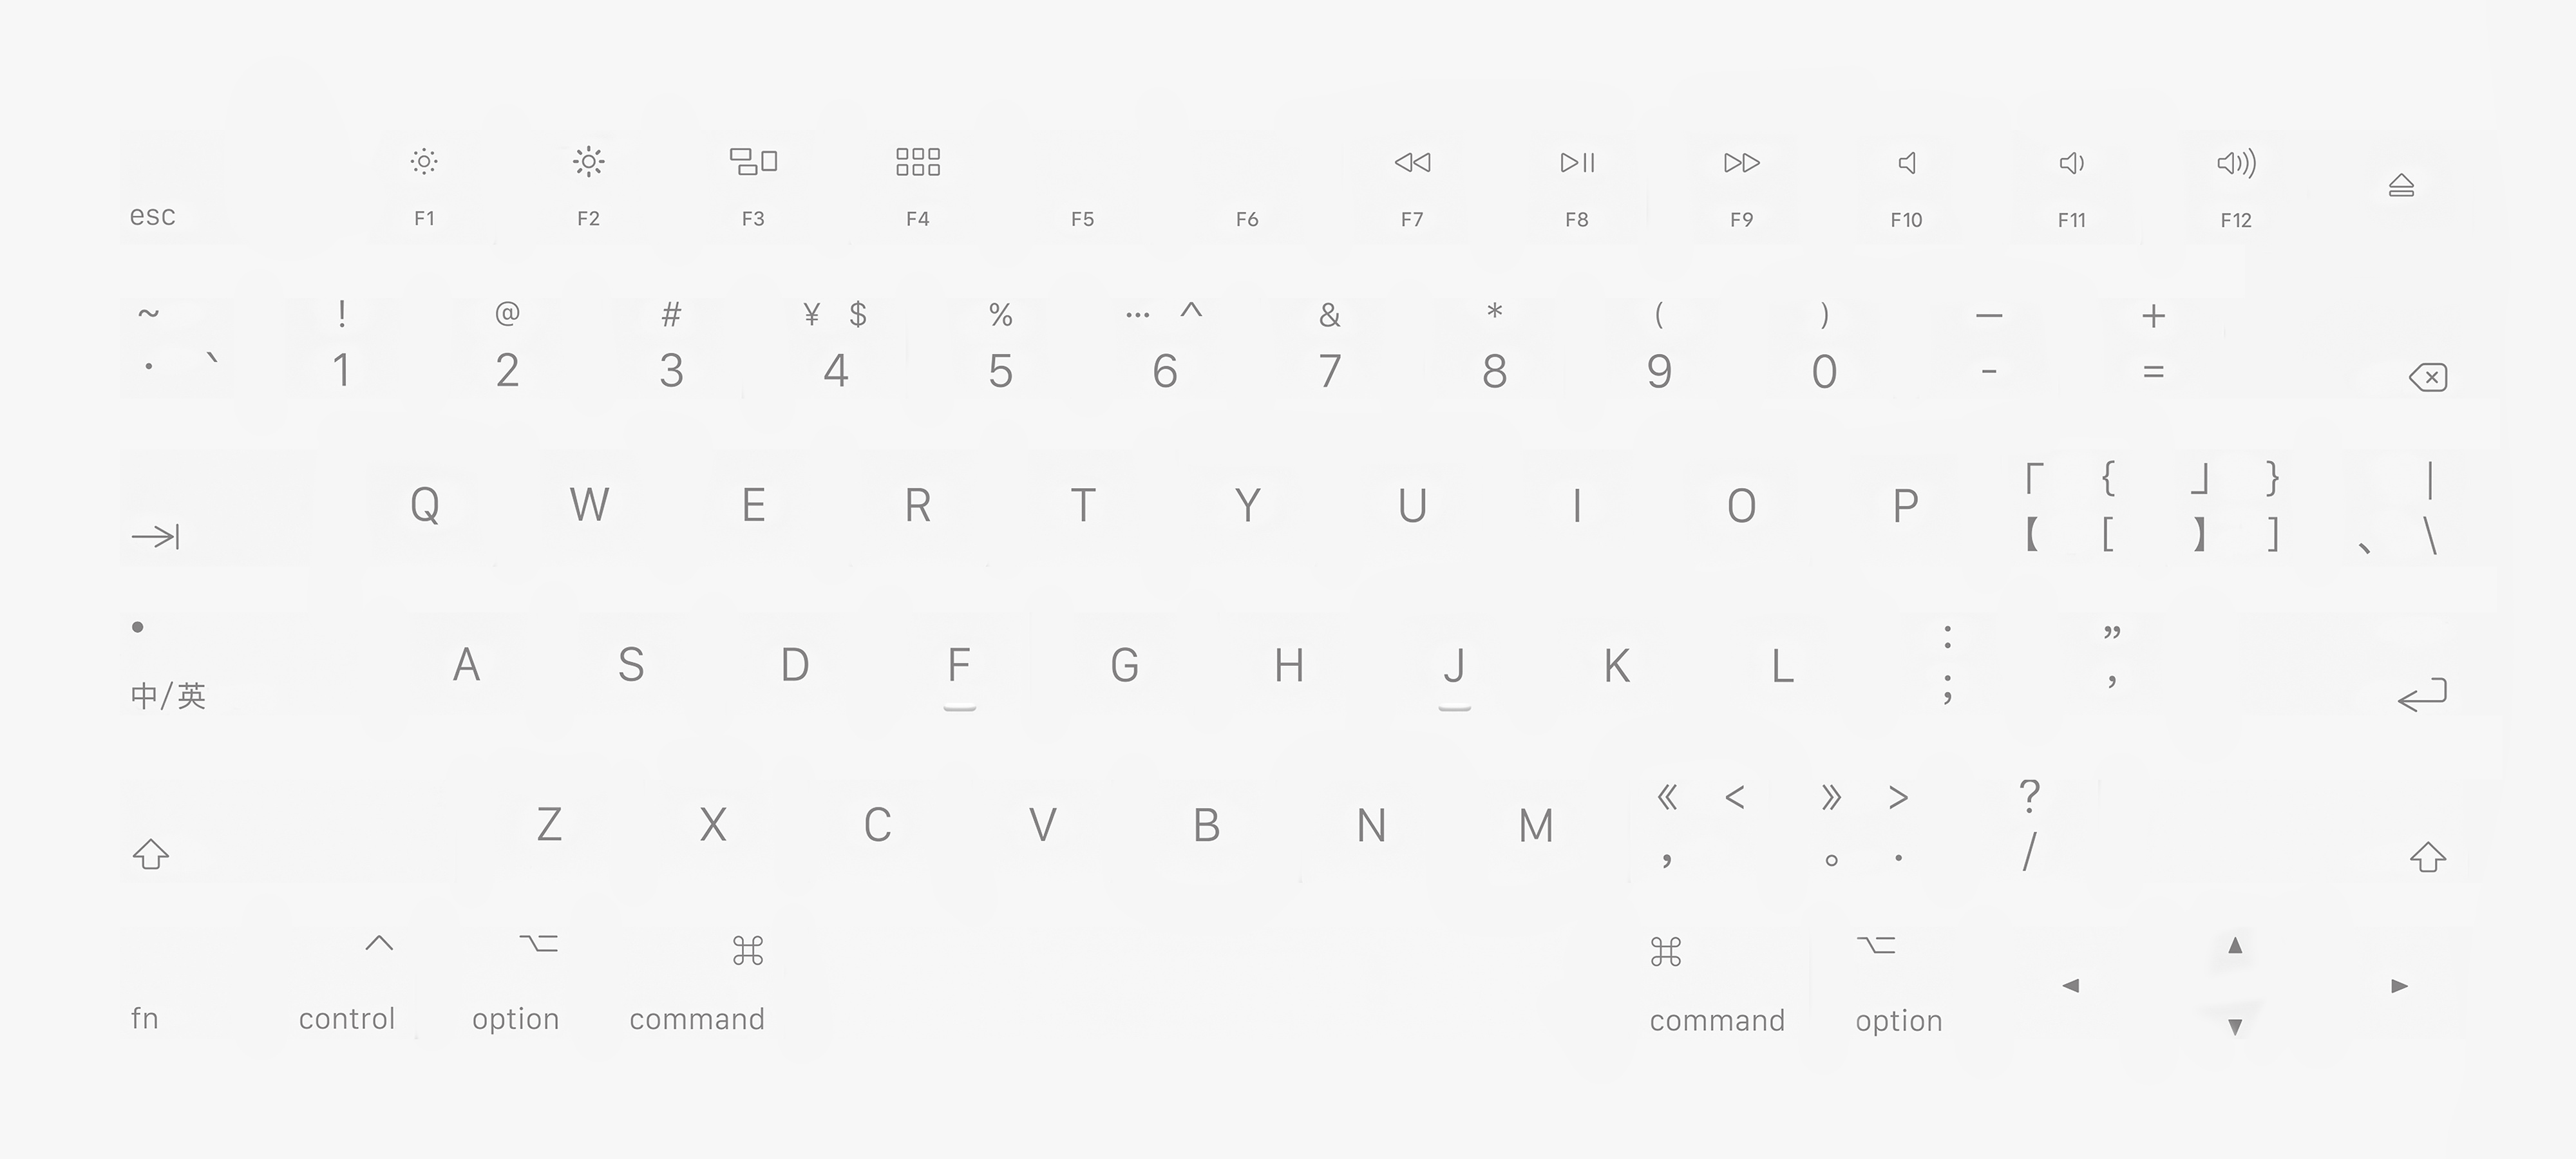 esc F1 F2 F3 F4 F5 F6 F7 F8 F9 F10 F11 F12
~ ! @ # ¥ $ % … ^ & * ( ) — +
· ` 1 2 3 4 5 6 7 8 9 0 - =
Q W E R T Y U I O P 「 { 」 } |
【 [ 】 ] 、 \
A S D F G H J K L : ”
中/英 ; ’
Z X C V B N M 《 < 》 > ?
, 。 . /
⌃ ⌥ ⌘ ⌘ ⌥
fn control option command command option